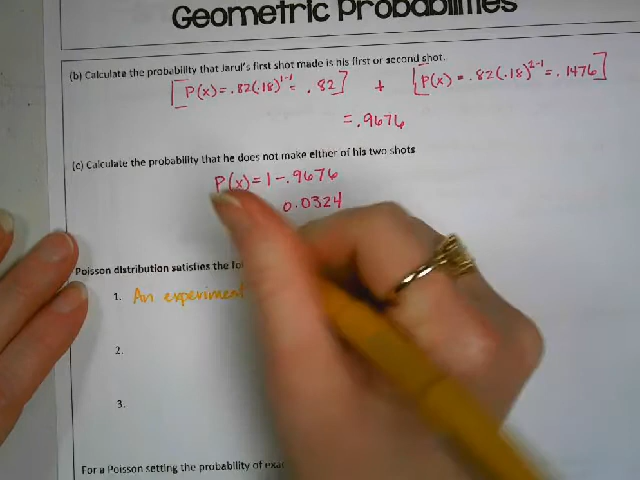 Geometric Probabilities
(b) Calculate the probability that Jarul's first shot made is his first or second shot.
[P(x)=.82(.18)^1-1 = .82] + [P(x) = .82(.18)^2-1 = .1476]
= .9676
(c) Calculate the probability that he does not make either of his two shots
P(x) = 1 - .9676
0.0324
Poisson distribution satisfies the
1. An experiment
2.
3.
For a Poisson setting the probability of